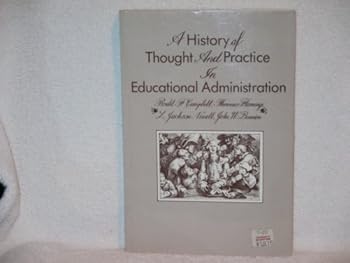 A History of
Thought And Practice
In
Educational Administration
Roald F. Campbell, Thomas Fleming,
L. Jackson Newell, John W. Bennion